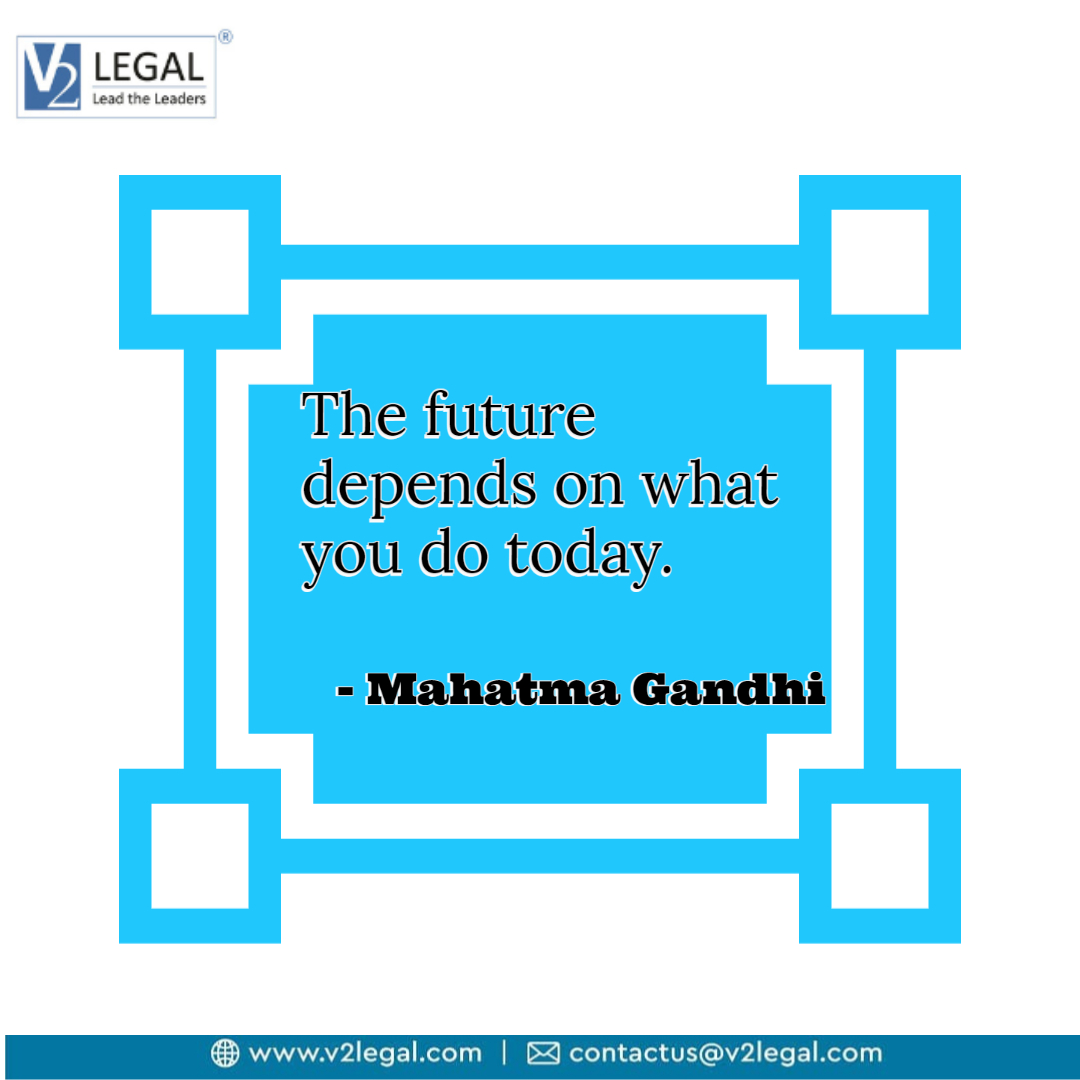 V2 LEGAL ®
Lead the Leaders
The future
depends on what
you do today.
- Mahatma Gandhi
www.v2legal.com | contactus@v2legal.com